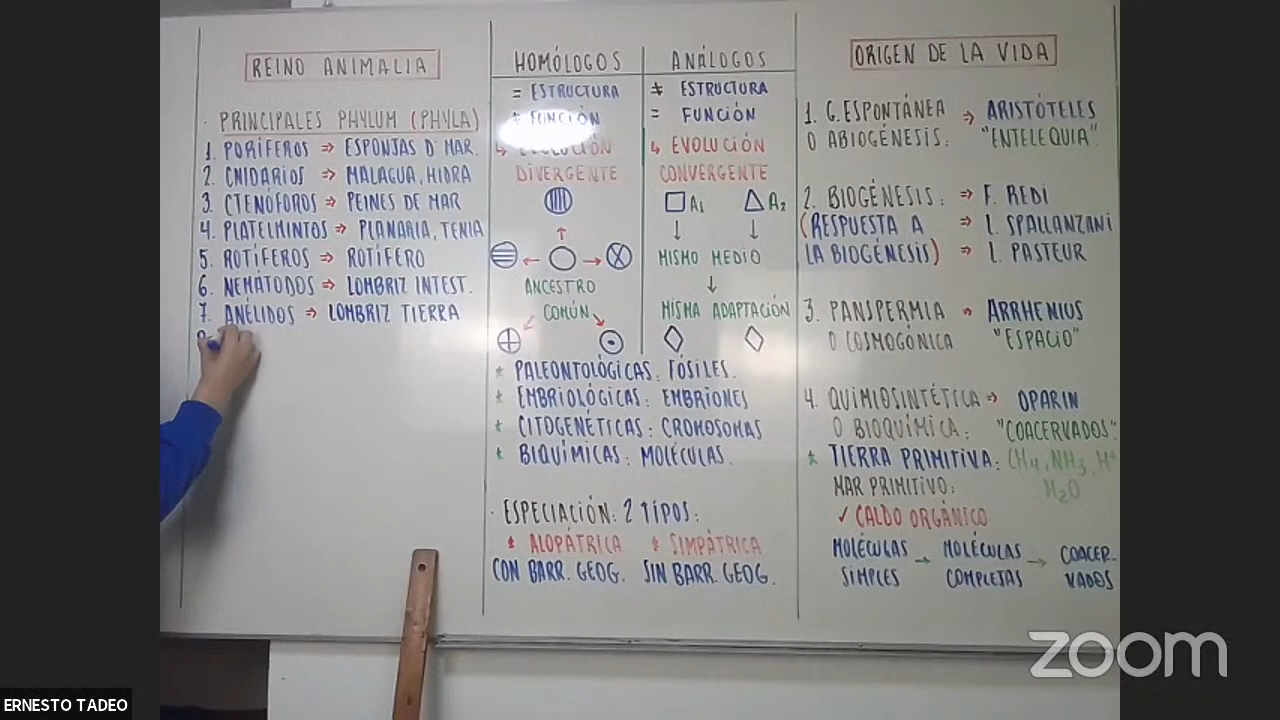 REINO ANIMALIA
· PRINCIPALES PHYLUM (PHYLA)
1. PORÍFEROS ⇒ ESPONJAS D' MAR.
2. CNIDARIOS ⇒ MALAGUA, HIDRA
3. CTENÓFOROS ⇒ PEINES DE MAR
4. PLATELMINTOS ⇒ PLANARIA, TENIA
5. ROTÍFEROS ⇒ ROTÍFERO
6. NEMÁTODOS ⇒ LOMBRIZ INTEST.
7. ANÉLIDOS ⇒ LOMBRIZ TIERRA
HOMÓLOGOS
= ESTRUCTURA
≠ FUNCIÓN
↳ EVOLUCIÓN
DIVERGENTE
ANCESTRO
COMÚN
ANÁLOGOS
≠ ESTRUCTURA
= FUNCIÓN
↳ EVOLUCIÓN
CONVERGENTE
A1 A2
MISMO MEDIO
MISMA ADAPTACIÓN
* PALEONTOLÓGICAS: FÓSILES.
* EMBRIOLÓGICAS: EMBRIONES
* CITOGENÉTICAS: CROMOSOMAS
* BIQUÍMICAS: MOLÉCULAS.
· ESPECIACIÓN: 2 TIPOS:
* ALOPÁTRICA * SIMPÁTRICA
CON BARR. GEOG. SIN BARR. GEOG.
ORIGEN DE LA VIDA
1. G. ESPONTÁNEA ⇒ ARISTÓTELES
O ABIOGÉNESIS: "ENTELEQUIA".
2. BIOGÉNESIS: ⇒ F. REDI
(RESPUESTA A ⇒ L. SPALLANZANI
LA BIOGÉNESIS) ⇒ L. PASTEUR
3. PANSPERMIA ⇒ ARRHENIUS
O COSMOGÓNICA "ESPACIO"
4. QUIMIOSINTÉTICA ⇒ OPARIN
O BIOQUÍMICA: "COACERVADOS".
* TIERRA PRIMITIVA: CH4, NH3, H+
MAR PRIMITIVO: H2O
✓ CALDO ORGÁNICO
MOLÉCULAS → MOLÉCULAS → COACER-
SIMPLES COMPLEJAS VADOS
zoom
ERNESTO TADEO